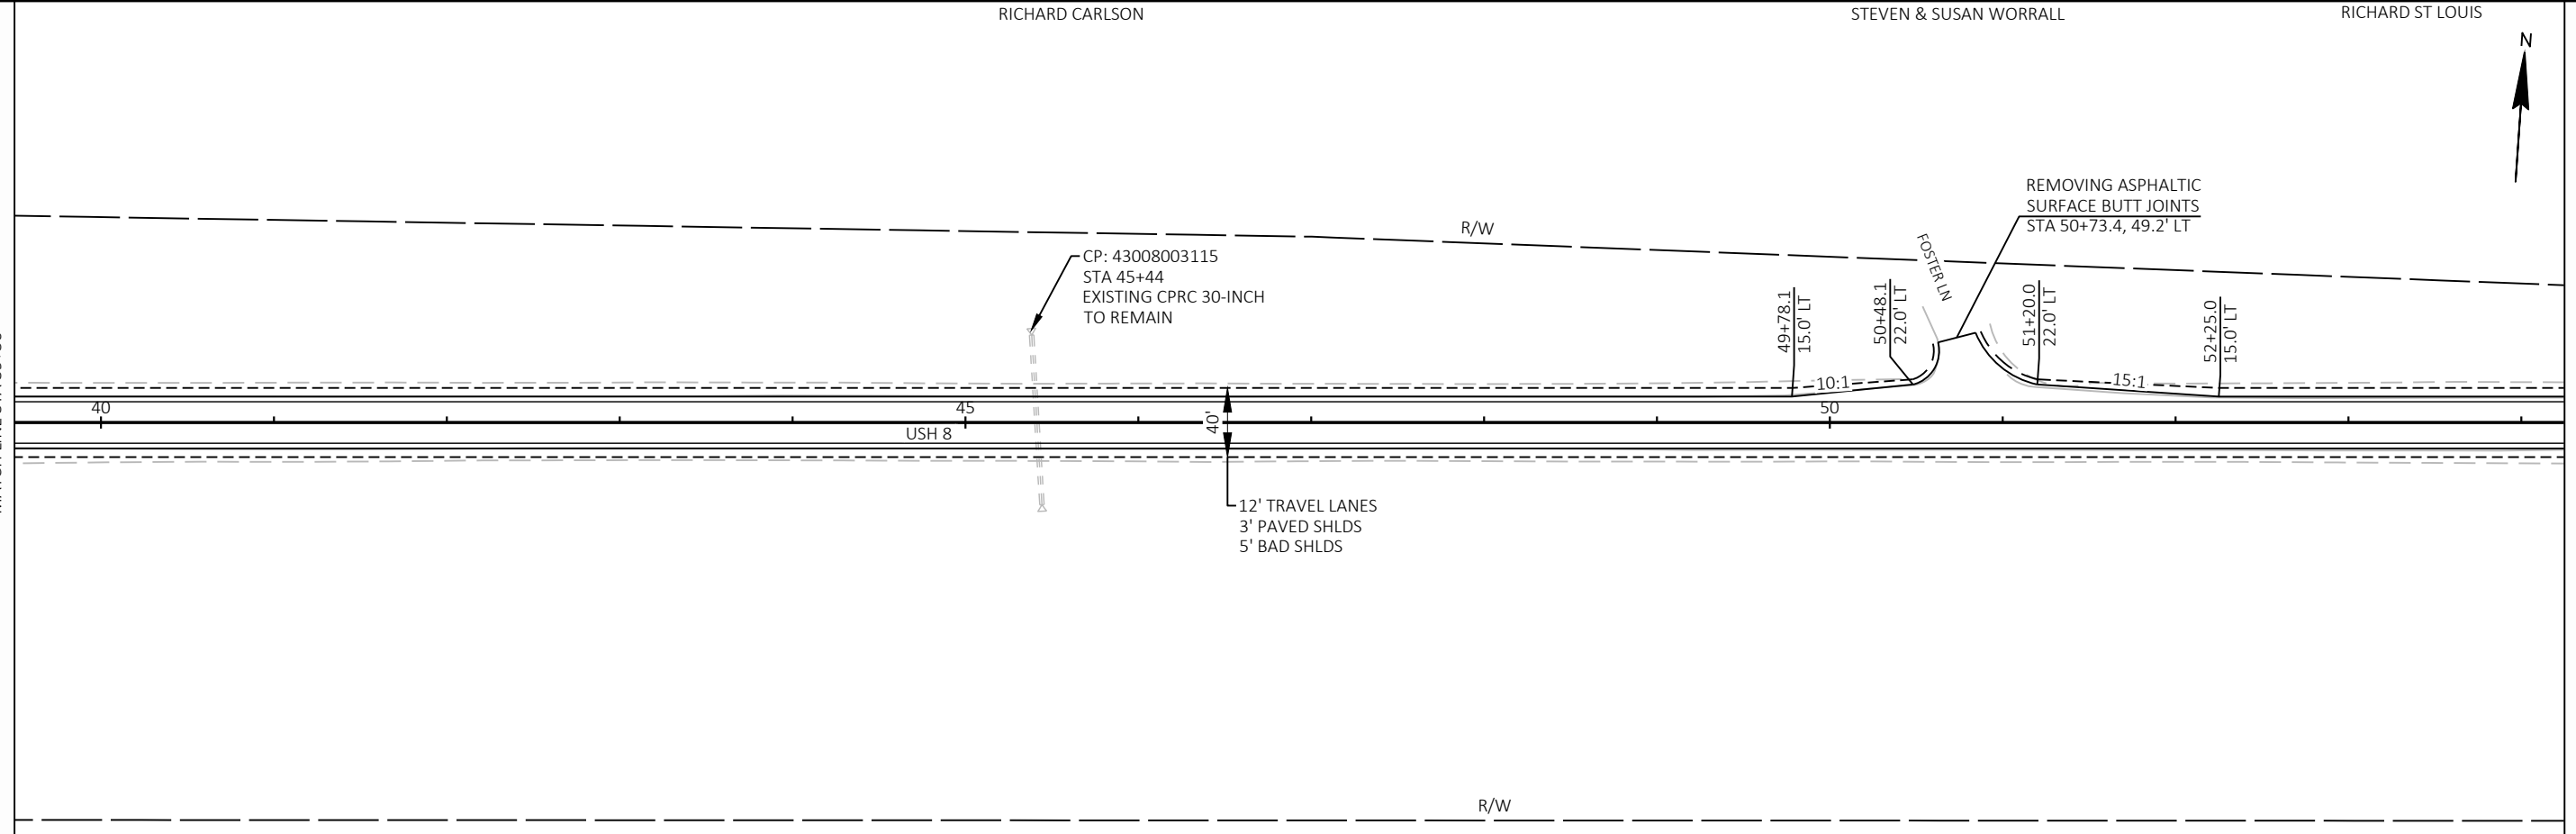 RICHARD CARLSON
STEVEN & SUSAN WORRALL
RICHARD ST LOUIS
N
REMOVING ASPHALTIC
SURFACE BUTT JOINTS
STA 50+73.4, 49.2' LT
R/W
CP: 43008003115
STA 45+44
EXISTING CPRC 30-INCH
TO REMAIN
FOSTER LN
49+78.1
15.0' LT
50+48.1
22.0' LT
51+20.0
22.0' LT
52+25.0
15.0' LT
10:1
15:1
40
45
50
USH 8
40'
12' TRAVEL LANES
3' PAVED SHLDS
5' BAD SHLDS
R/W